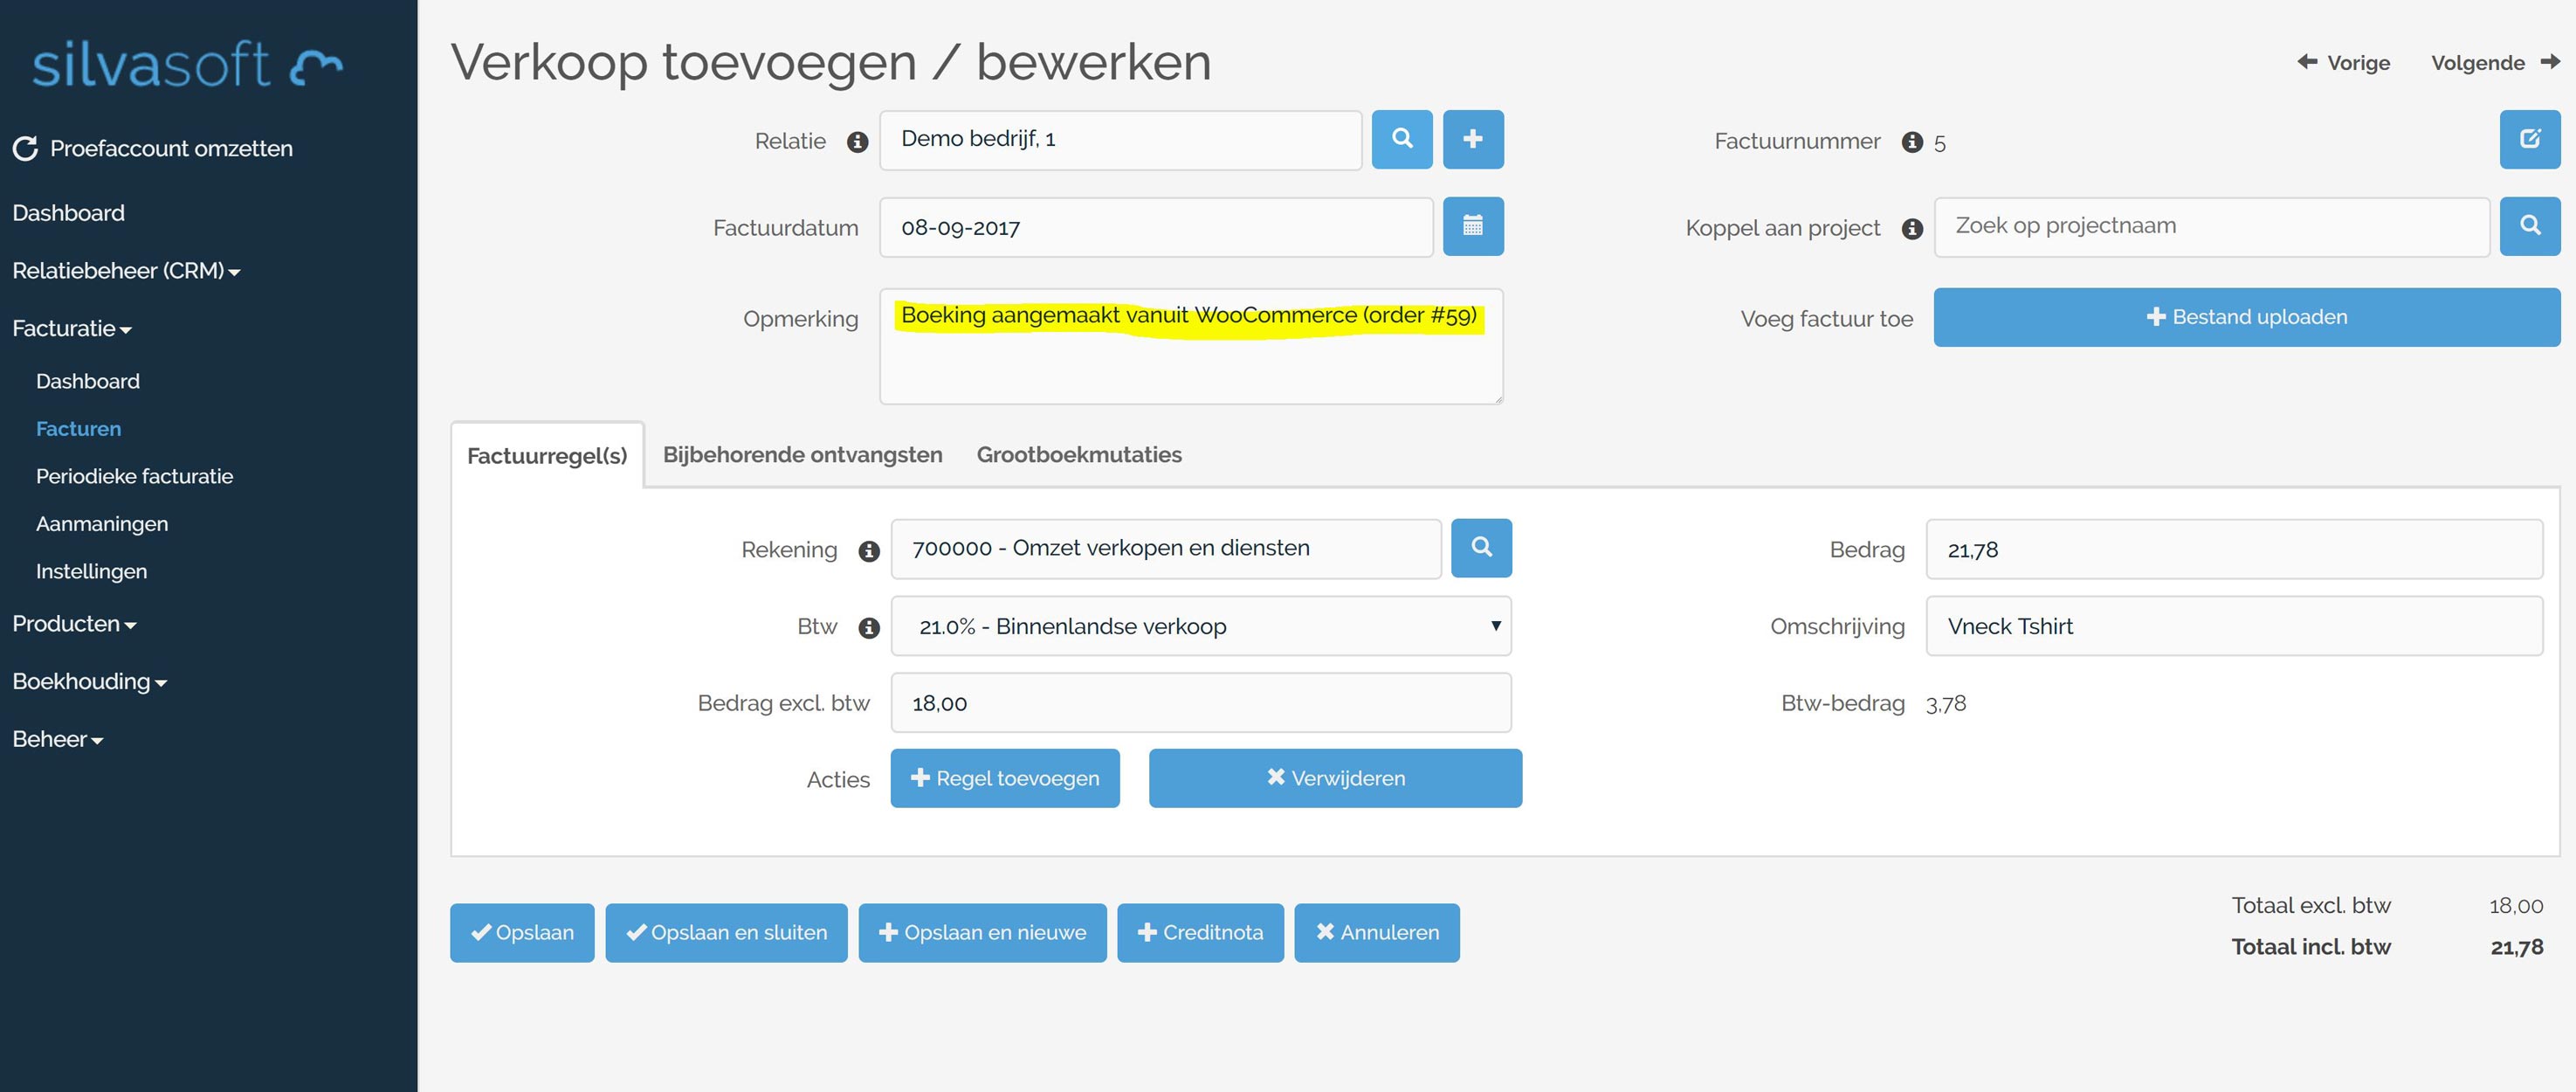 silvasoft
Proefaccount omzetten
Dashboard
Relatiebeheer (CRM)
Facturatie
Dashboard
Facturen
Periodieke facturatie
Aanmaningen
Instellingen
Producten
Boekhouding
Beheer
Verkoop toevoegen / bewerken
Vorige Volgende
Relatie Demo bedrijf, 1
Factuurnummer 5
Factuurdatum 08-09-2017
Koppel aan project Zoek op projectnaam
Opmerking Boeking aangemaakt vanuit WooCommerce (order #59)
Voeg factuur toe Bestand uploaden
Factuurregel(s) Bijbehorende ontvangsten Grootboekmutaties
Rekening 700000 - Omzet verkopen en diensten
Bedrag 21,78
Btw 21.0% - Binnenlandse verkoop
Omschrijving Vneck Tshirt
Bedrag excl. btw 18,00
Btw-bedrag 3,78
Acties Regel toevoegen Verwijderen
Opslaan Opslaan en sluiten Opslaan en nieuwe Creditnota Annuleren
Totaal excl. btw 18,00
Totaal incl. btw 21,78